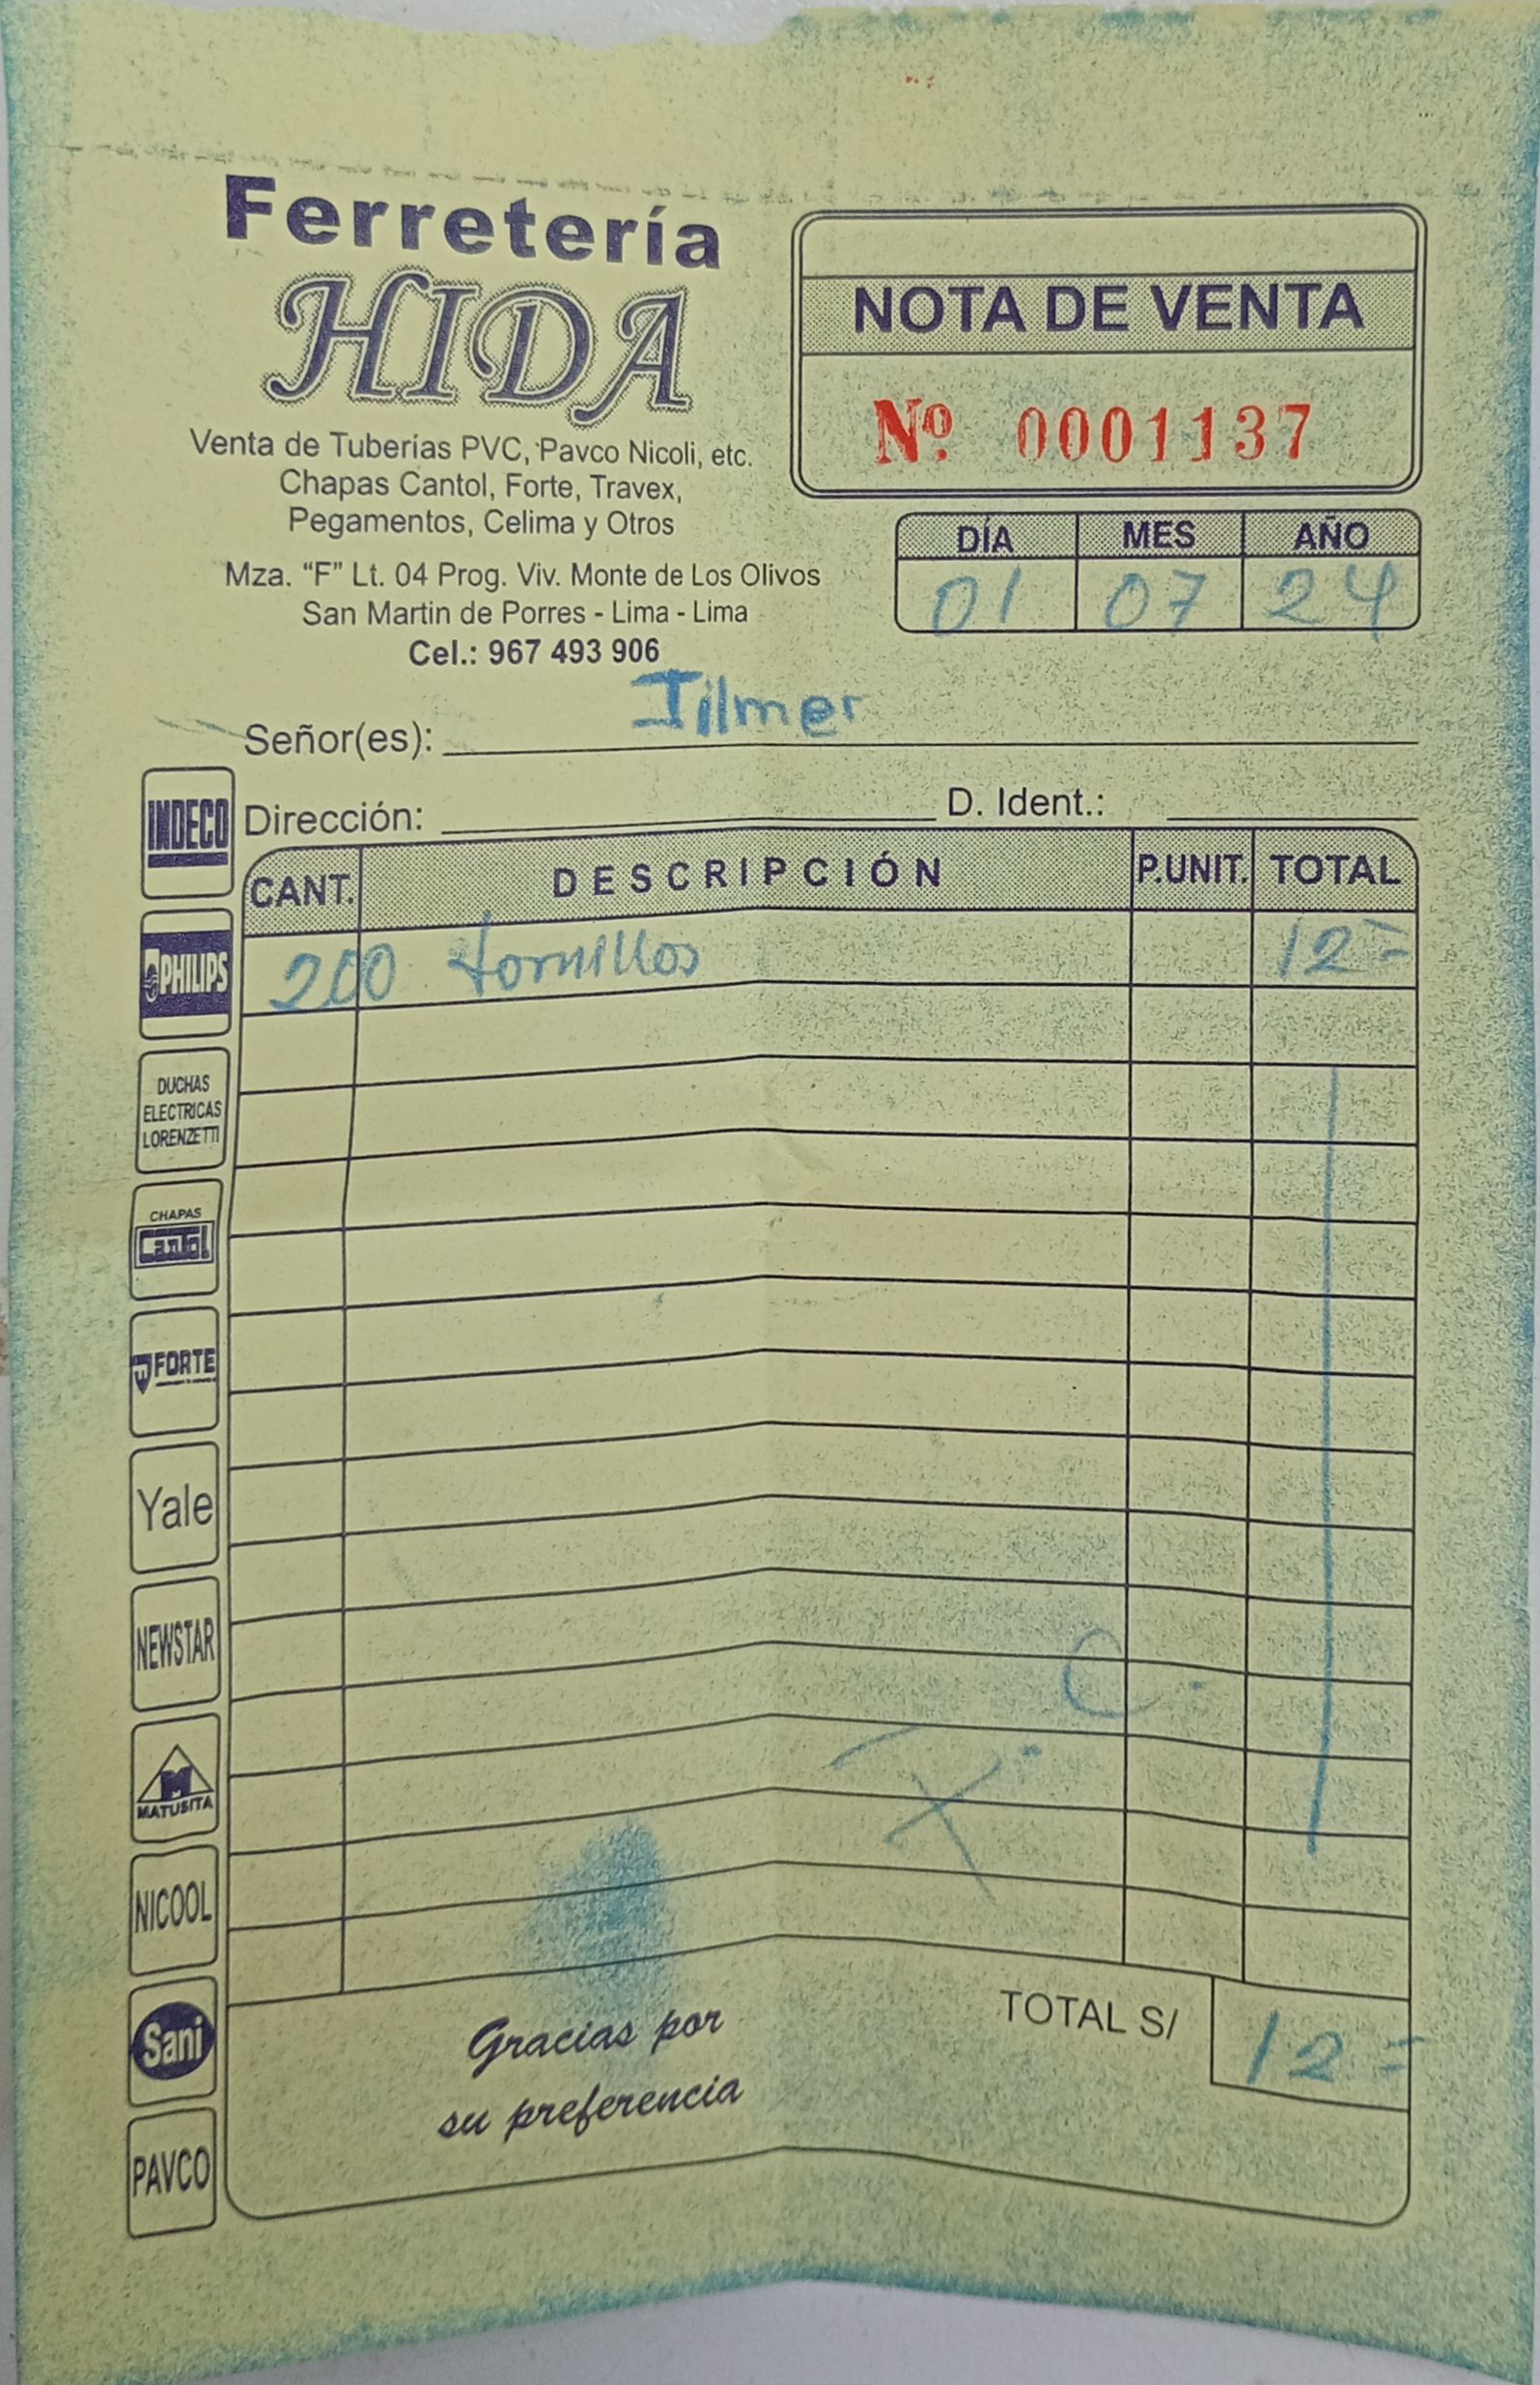 Ferretería
HIDA
Venta de Tuberías PVC, Pavco Nicoli, etc.
Chapas Cantol, Forte, Travex,
Pegamentos, Celima y Otros
Mza. "F" Lt. 04 Prog. Viv. Monte de Los Olivos
San Martin de Porres - Lima - Lima
Cel.: 967 493 906
NOTA DE VENTA
Nº. 0001137
DÍA MES AÑO
01 07 24
Señor(es): Jilmer
Dirección: D. Ident.:
CANT. DESCRIPCIÓN P.UNIT. TOTAL
200 tornillos 12=
INDECO
PHILIPS
DUCHAS
ELECTRICAS
LORENZETTI
CHAPAS
Cantol
FORTE
Yale
NEWSTAR
MATUSITA
NICOOL
Sani
PAVCO
TOTAL S/ 12=
Gracias por
su preferencia